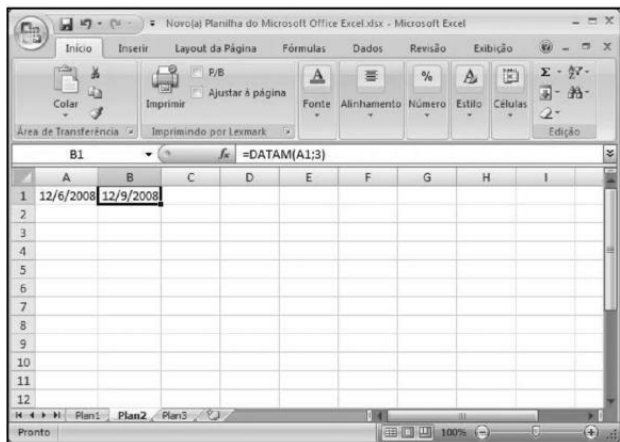 Novo(a) Planilha do Microsoft Office Excel.xlsx - Microsoft Excel
Início Inserir Layout da Página Fórmulas Dados Revisão Exibição
P/B
Ajustar à página
Colar Imprimir Fonte Alinhamento Número Estilo Células
Área de Transferência Imprimindo por Lexmark Edição
B1 fx =DATAM(A1;3)
A B C D E F G H I
1 12/6/2008 12/9/2008
2
3
4
5
6
7
8
9
10
11
12
Plan1 Plan2 Plan3
Pronto 100%